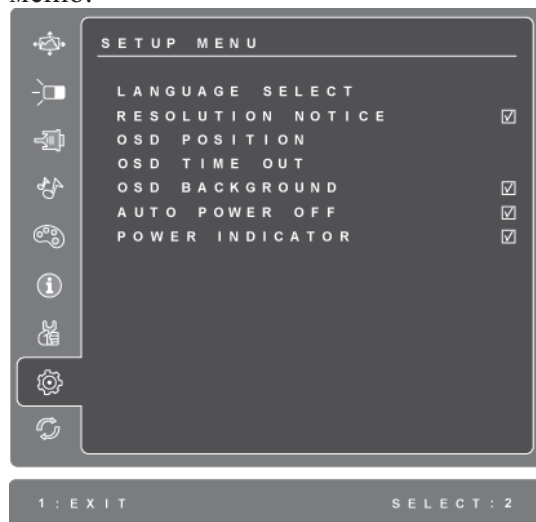 SETUP MENU
LANGUAGE SELECT
RESOLUTION NOTICE ☑
OSD POSITION
OSD TIME OUT
OSD BACKGROUND ☑
AUTO POWER OFF ☑
POWER INDICATOR ☑
1:EXIT SELECT:2